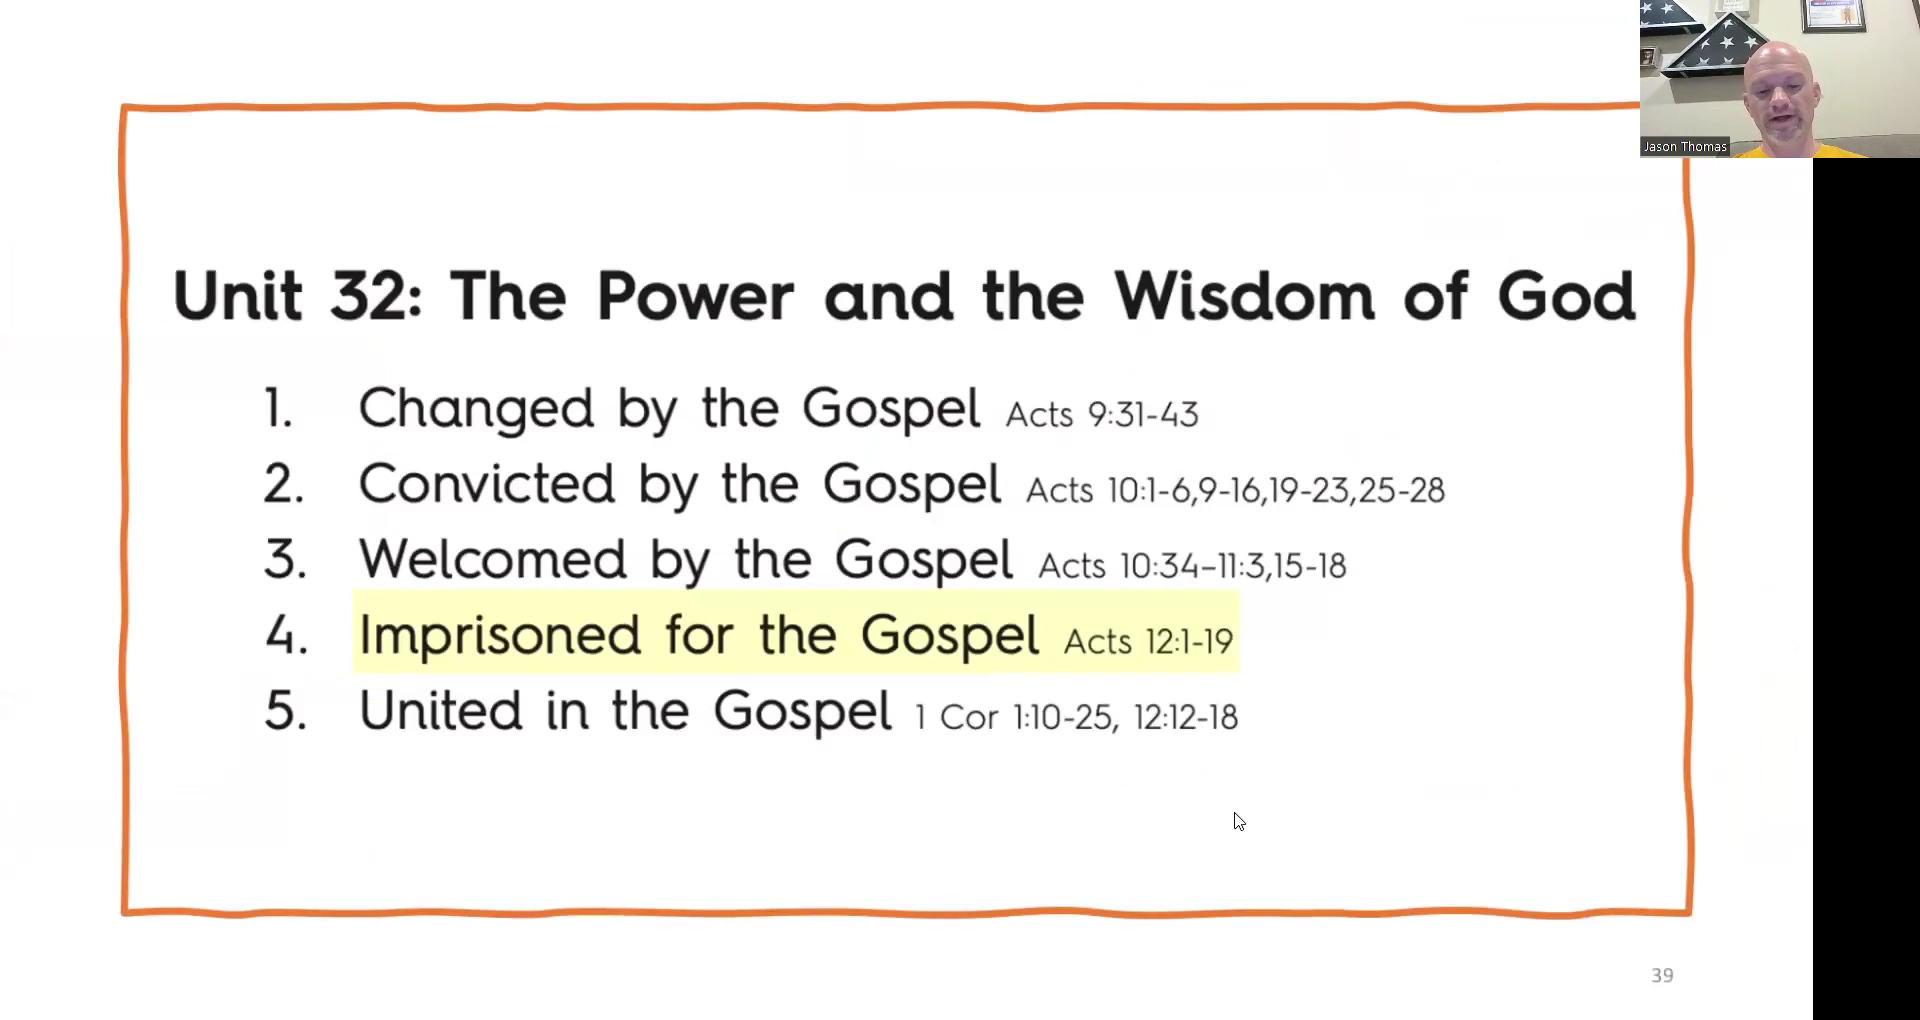 Jason Thomas
Unit 32: The Power and the Wisdom of God
1. Changed by the Gospel Acts 9:31-43
2. Convicted by the Gospel Acts 10:1-6,9-16,19-23,25-28
3. Welcomed by the Gospel Acts 10:34–11:3,15-18
4. Imprisoned for the Gospel Acts 12:1-19
5. United in the Gospel 1 Cor 1:10-25, 12:12-18
39